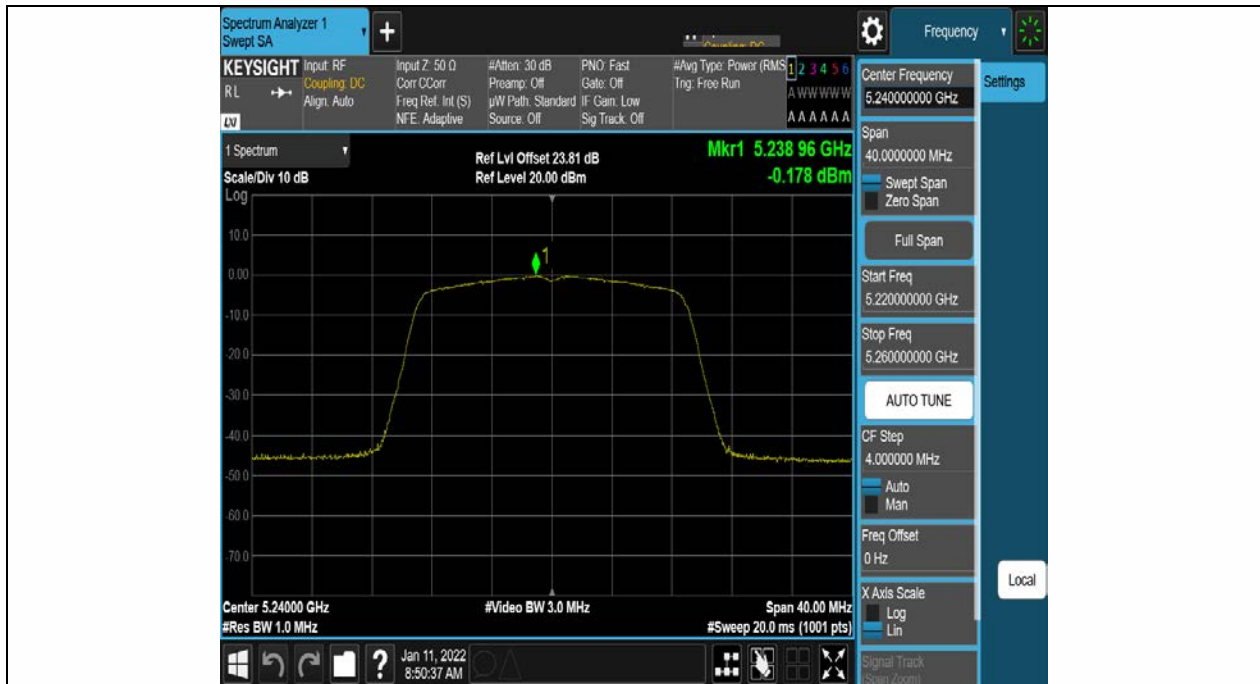 Spectrum Analyzer 1
Swept SA
+
Frequency
KEYSIGHT
RL
LXI
Input: RF
Coupling: DC
Align: Auto
Input Z: 50 Ω
Corr CCorr
Freq Ref: Int (S)
NFE: Adaptive
#Atten: 30 dB
Preamp: Off
µW Path: Standard
Source: Off
PNO: Fast
Gate: Off
IF Gain: Low
Sig Track: Off
#Avg Type: Power (RMS
Trig: Free Run
1 2 3 4 5 6
A W W W W W
A A A A A A
1 Spectrum
Scale/Div 10 dB
Log
Ref Lvl Offset 23.81 dB
Ref Level 20.00 dBm
Mkr1 5.238 96 GHz
-0.178 dBm
10.0
0.00
-10.0
-20.0
-30.0
-40.0
-50.0
-60.0
-70.0
1
Center 5.24000 GHz
#Res BW 1.0 MHz
#Video BW 3.0 MHz
Span 40.00 MHz
#Sweep 20.0 ms (1001 pts)
?
Jan 11, 2022
8:50:37 AM
Center Frequency
5.240000000 GHz
Span
40.0000000 MHz
Swept Span
Zero Span
Full Span
Start Freq
5.220000000 GHz
Stop Freq
5.260000000 GHz
AUTO TUNE
CF Step
4.000000 MHz
Auto
Man
Freq Offset
0 Hz
X Axis Scale
Log
Lin
Signal Track
(Span Zoom)
Settings
Local